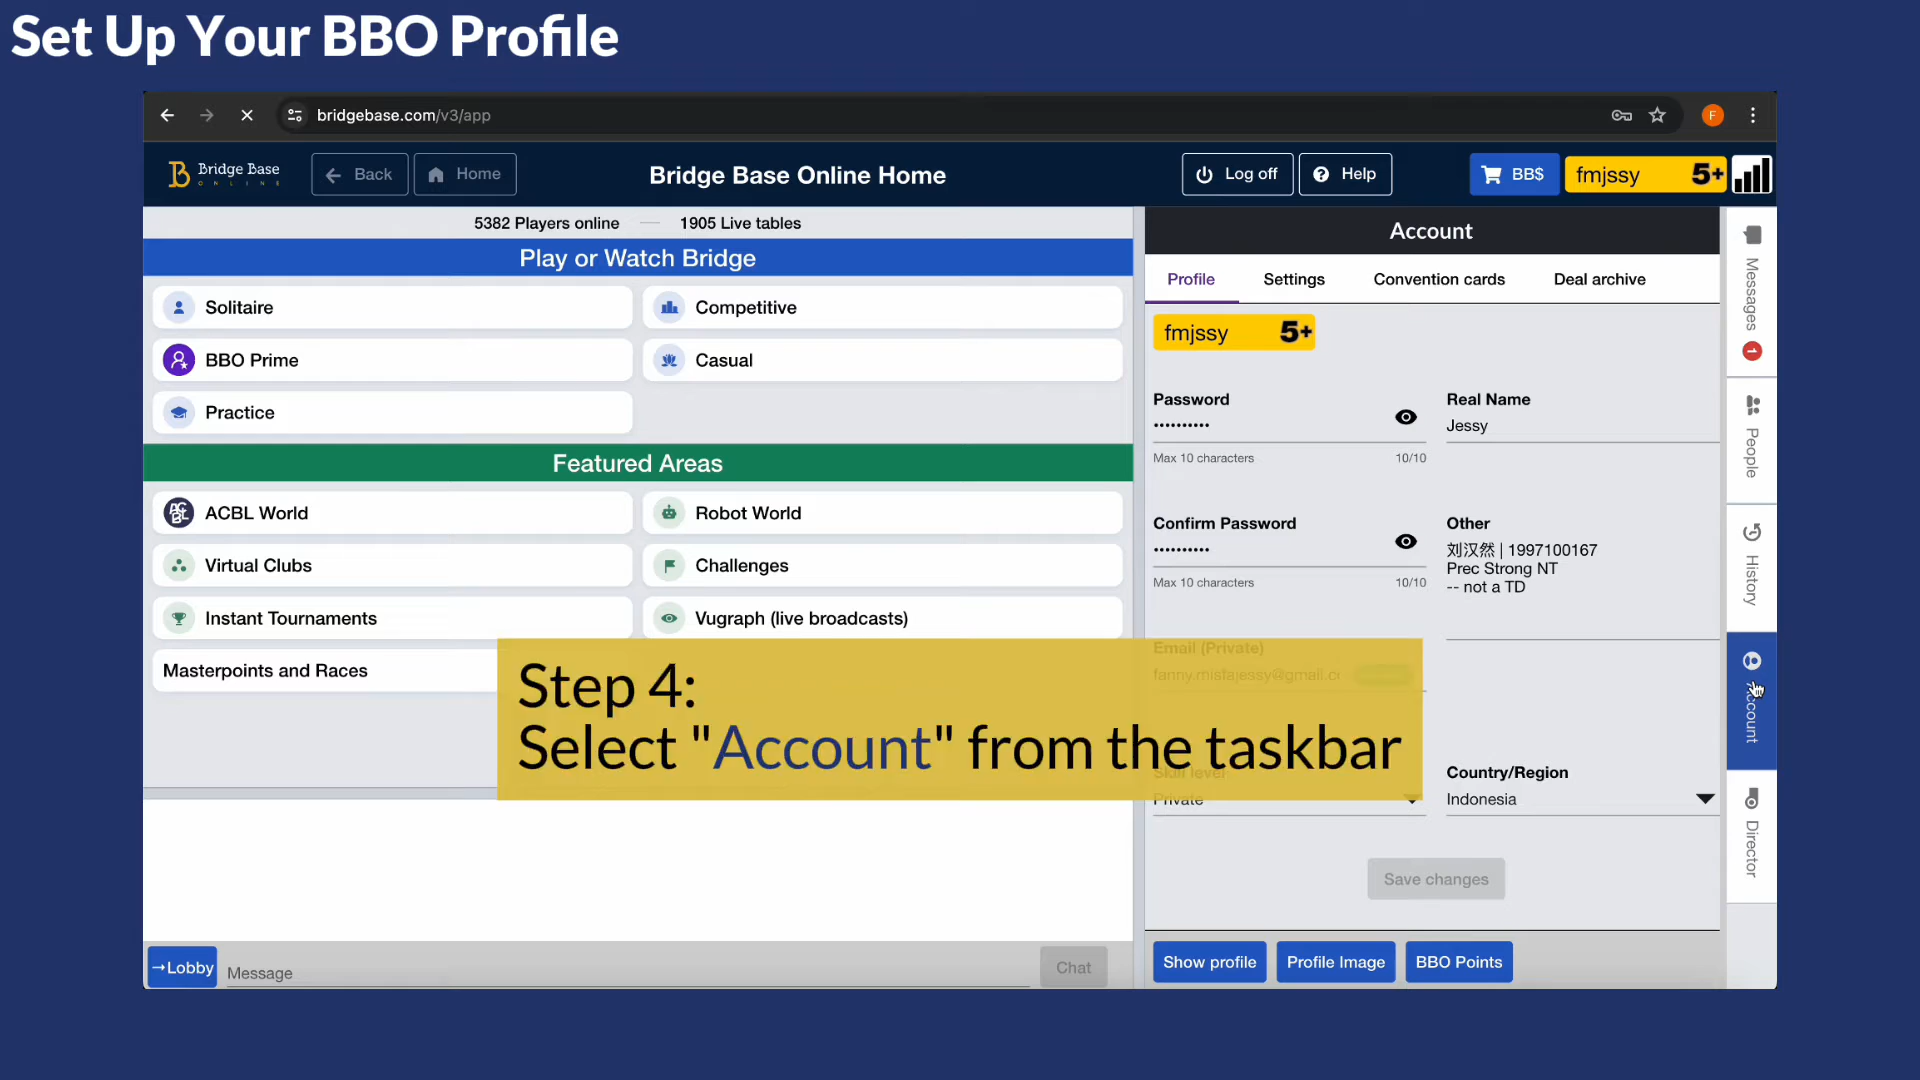 Set Up Your BBO Profile
bridgebase.com/v3/app
F
Bridge Base
ONLINE
Back
Home
Bridge Base Online Home
Log off
Help
BB$
fmjssy 5+
5382 Players online
1905 Live tables
Play or Watch Bridge
Solitaire
Competitive
BBO Prime
Casual
Practice
Featured Areas
ACBL World
Robot World
Virtual Clubs
Challenges
Instant Tournaments
Vugraph (live broadcasts)
Masterpoints and Races
Account
Profile
Settings
Convention cards
Deal archive
fmjssy 5+
Password
••••••••••
Max 10 characters 10/10
Real Name
Jessy
Confirm Password
••••••••••
Max 10 characters 10/10
Other
刘汉然 | 1997100167
Prec Strong NT
-- not a TD
Email (Private)
Skill level
Private
Country/Region
Indonesia
Save changes
Show profile
Profile Image
BBO Points
Step 4:
Select "Account" from the taskbar
→Lobby
Message
Chat
Messages
1
People
History
Account
Director